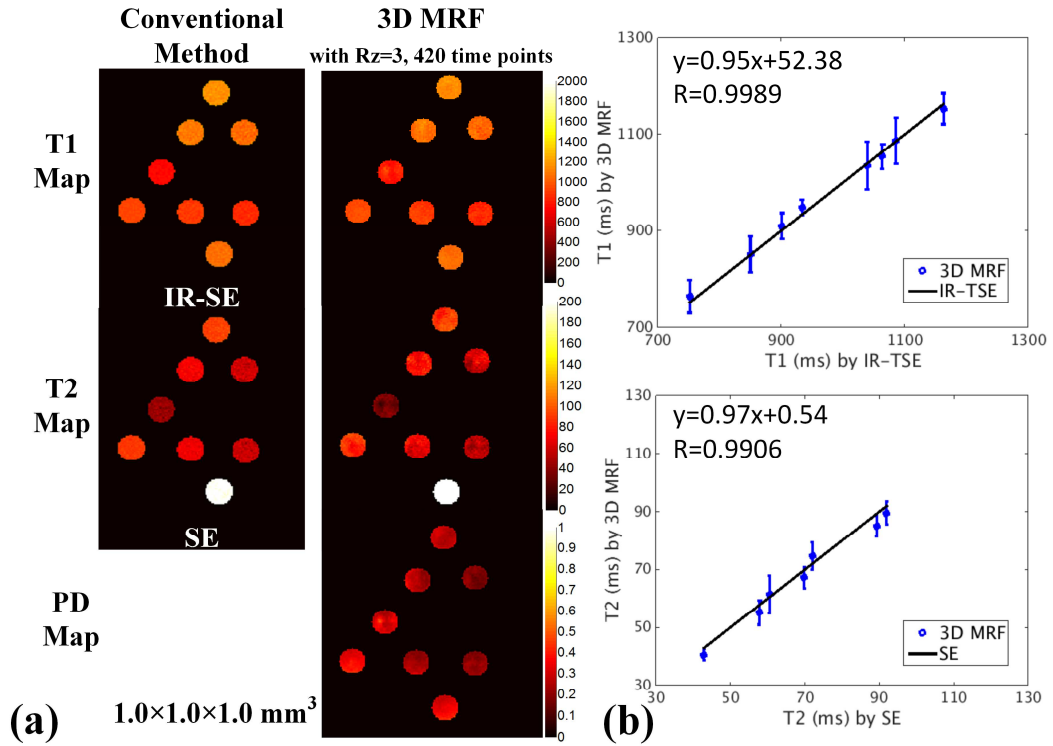 Conventional
Method
3D MRF
with Rz=3, 420 time points
T1
Map
IR-SE
2000
1800
1600
1400
1200
1000
800
600
400
200
0
T2
Map
SE
200
180
160
140
120
100
80
60
40
20
0
PD
Map
1
0.9
0.8
0.7
0.6
0.5
0.4
0.3
0.2
0.1
0
(a)
1.0×1.0×1.0 mm³
y=0.95x+52.38
R=0.9989
1300
1100
900
700
T1 (ms) by 3D MRF
3D MRF
IR-TSE
700 900 1100 1300
T1 (ms) by IR-TSE
y=0.97x+0.54
R=0.9906
130
110
90
70
50
30
T2 (ms) by 3D MRF
3D MRF
SE
30 50 70 90 110 130
T2 (ms) by SE
(b)